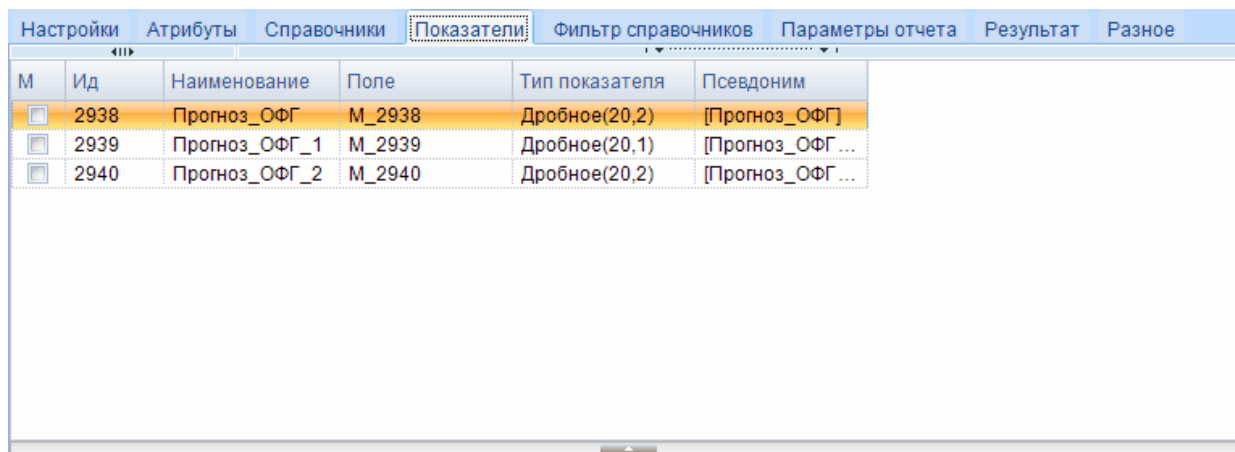 Настройки Атрибуты Справочники Показатели Фильтр справочников Параметры отчета Результат Разное
М Ид Наименование Поле Тип показателя Псевдоним
2938 Прогноз_ОФГ М_2938 Дробное(20,2) [Прогноз_ОФГ]
2939 Прогноз_ОФГ_1 М_2939 Дробное(20,1) [Прогноз_ОФГ...
2940 Прогноз_ОФГ_2 М_2940 Дробное(20,2) [Прогноз_ОФГ...